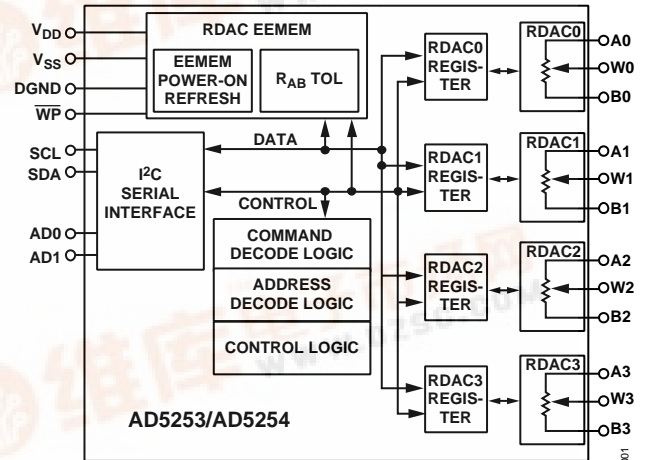 VDD
VSS
DGND
WP
RDAC EEMEM
EEMEM
POWER-ON
REFRESH
RAB TOL
SCL
SDA
AD0
AD1
I2C
SERIAL
INTERFACE
DATA
CONTROL
COMMAND
DECODE LOGIC
ADDRESS
DECODE LOGIC
CONTROL LOGIC
AD5253/AD5254
RDAC0
REGIS-
TER
RDAC0
A0
W0
B0
RDAC1
REGIS-
TER
RDAC1
A1
W1
B1
RDAC2
REGIS-
TER
RDAC2
A2
W2
B2
RDAC3
REGIS-
TER
RDAC3
A3
W3
B3
001